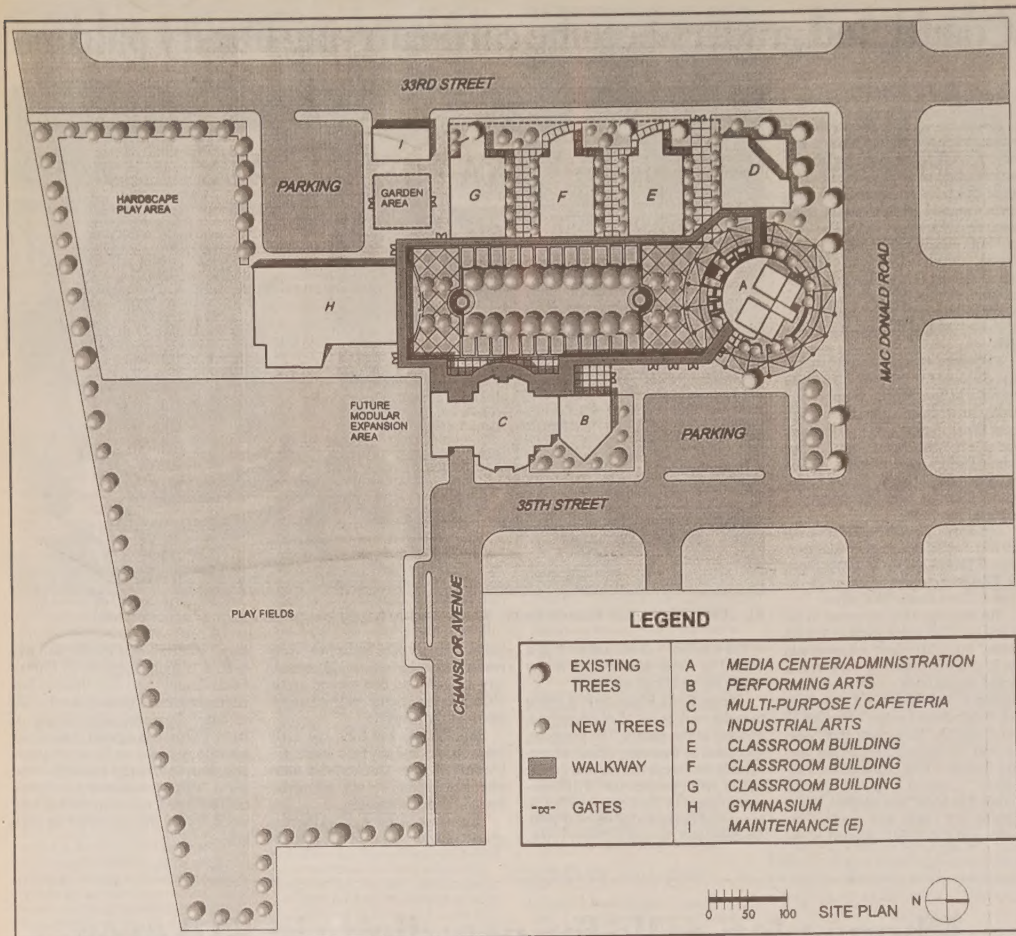 33RD STREET
I
HARDSCAPE
PLAY AREA
PARKING
GARDEN
AREA
G
F
E
D
H
A
MAC DONALD ROAD
FUTURE
MODULAR
EXPANSION
AREA
C
B
PARKING
35TH STREET
PLAY FIELDS
CHANSLOR AVENUE
LEGEND
EXISTING
TREES
NEW TREES
WALKWAY
GATES
A MEDIA CENTER/ADMINISTRATION
B PERFORMING ARTS
C MULTI-PURPOSE / CAFETERIA
D INDUSTRIAL ARTS
E CLASSROOM BUILDING
F CLASSROOM BUILDING
G CLASSROOM BUILDING
H GYMNASIUM
I MAINTENANCE (E)
0 50 100 SITE PLAN N